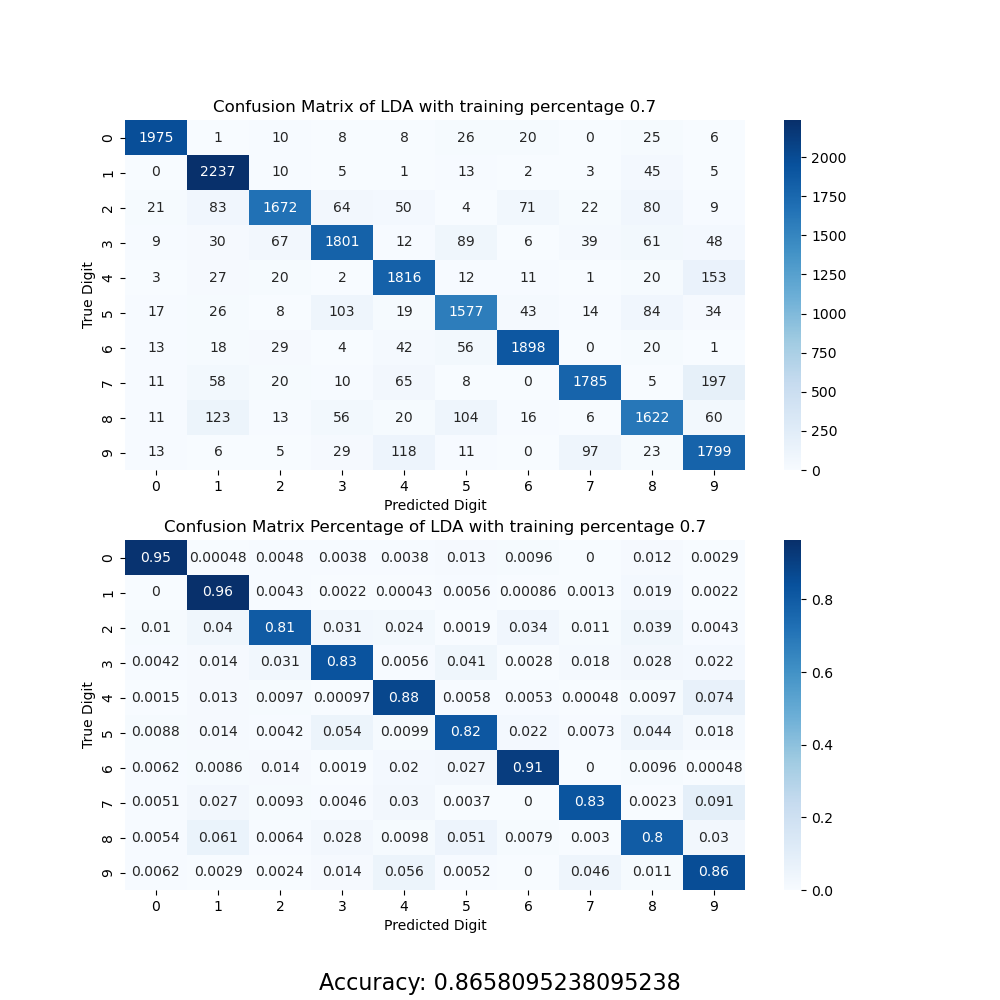 Confusion Matrix of LDA with training percentage 0.7
0 1975 1 10 8 8 26 20 0 25 6
1 0 2237 10 5 1 13 2 3 45 5
2 21 83 1672 64 50 4 71 22 80 9
3 9 30 67 1801 12 89 6 39 61 48
4 3 27 20 2 1816 12 11 1 20 153
5 17 26 8 103 19 1577 43 14 84 34
6 13 18 29 4 42 56 1898 0 20 1
7 11 58 20 10 65 8 0 1785 5 197
8 11 123 13 56 20 104 16 6 1622 60
9 13 6 5 29 118 11 0 97 23 1799
0 1 2 3 4 5 6 7 8 9
True Digit
Predicted Digit
2000
1750
1500
1250
1000
750
500
250
0
Confusion Matrix Percentage of LDA with training percentage 0.7
0 0.95 0.00048 0.0048 0.0038 0.0038 0.013 0.0096 0 0.012 0.0029
1 0 0.96 0.0043 0.0022 0.00043 0.0056 0.00086 0.0013 0.019 0.0022
2 0.01 0.04 0.81 0.031 0.024 0.0019 0.034 0.011 0.039 0.0043
3 0.0042 0.014 0.031 0.83 0.0056 0.041 0.0028 0.018 0.028 0.022
4 0.0015 0.013 0.0097 0.00097 0.88 0.0058 0.0053 0.00048 0.0097 0.074
5 0.0088 0.014 0.0042 0.054 0.0099 0.82 0.022 0.0073 0.044 0.018
6 0.0062 0.0086 0.014 0.0019 0.02 0.027 0.91 0 0.0096 0.00048
7 0.0051 0.027 0.0093 0.0046 0.03 0.0037 0 0.83 0.0023 0.091
8 0.0054 0.061 0.0064 0.028 0.0098 0.051 0.0079 0.003 0.8 0.03
9 0.0062 0.0029 0.0024 0.014 0.056 0.0052 0 0.046 0.011 0.86
0 1 2 3 4 5 6 7 8 9
True Digit
Predicted Digit
0.8
0.6
0.4
0.2
0.0
Accuracy: 0.8658095238095238